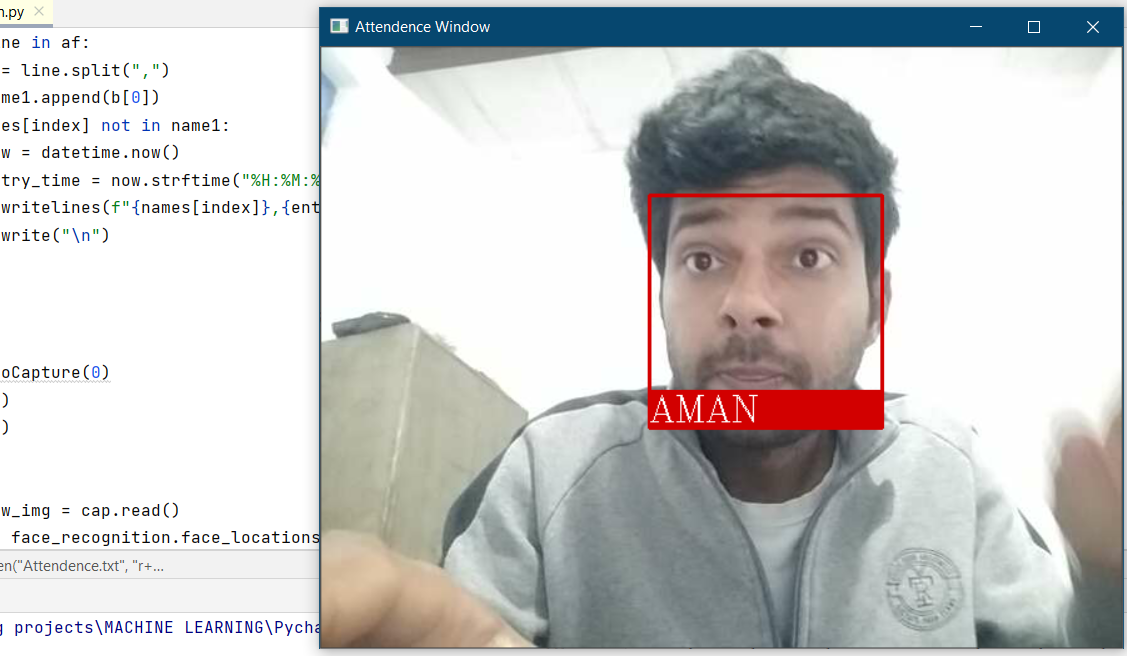 n.py
ne in af:
= line.split(",")
me1.append(b[0])
es[index] not in name1:
w = datetime.now()
try_time = now.strftime("%H:%M:%
writelines(f"{names[index]},{ent
write("\n")
oCapture(0)
)
)
w_img = cap.read()
face_recognition.face_locations
en("Attendence.txt", "r+...
g projects\MACHINE LEARNING\Pycha
Attendence Window
AMAN